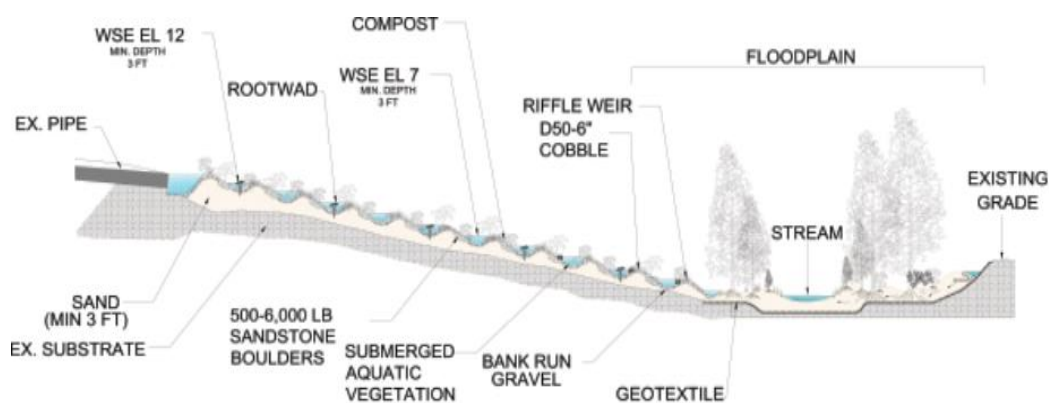 COMPOST
WSE EL 12
MIN. DEPTH
3 FT
FLOODPLAIN
WSE EL 7
MIN. DEPTH
3 FT
ROOTWAD
RIFFLE WEIR
D50-6"
COBBLE
EX. PIPE
EXISTING
GRADE
STREAM
SAND
(MIN 3 FT)
500-6,000 LB
SANDSTONE
BOULDERS
EX. SUBSTRATE
SUBMERGED
AQUATIC
VEGETATION
BANK RUN
GRAVEL
GEOTEXTILE